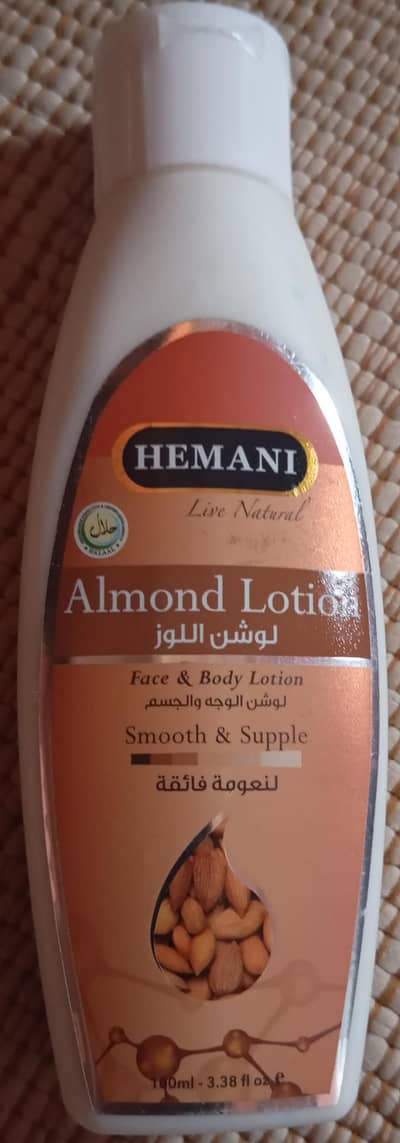 HEMANI
Live Natural
حلال
HALAAL
Almond Lotion
لوشن اللوز
Face & Body Lotion
لوشن الوجه والجسم
Smooth & Supple
لنعومة فائقة
100ml - 3.38 fl oz ℮